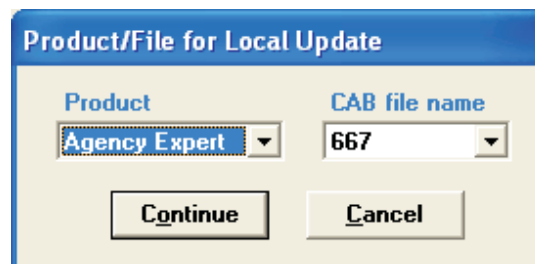 Product/File for Local Update
Product CAB file name
Agency Expert 667
Continue Cancel